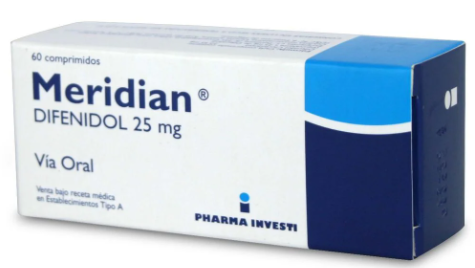 60 comprimidos
Meridian®
DIFENIDOL 25 mg
Vía Oral
Venta bajo receta médica
en Establecimientos Tipo A
PHARMA INVESTI